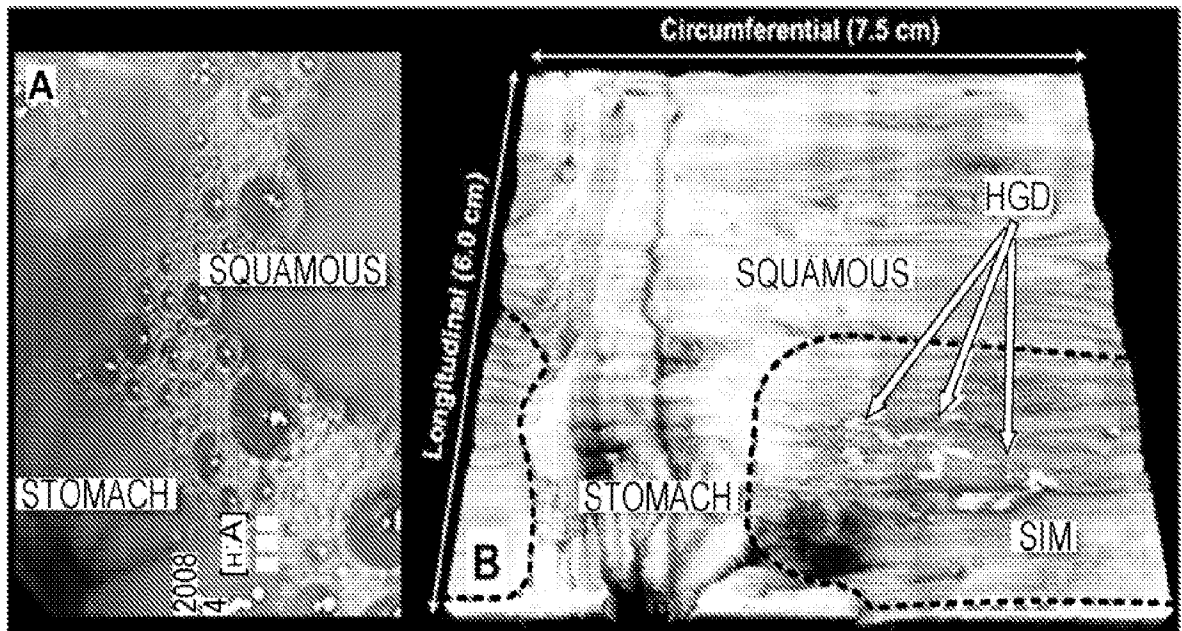 A
SQUAMOUS
STOMACH
H:A
2008
4
Circumferential (7.5 cm)
Longitudinal (6.0 cm)
HGD
SQUAMOUS
STOMACH
SIM
B